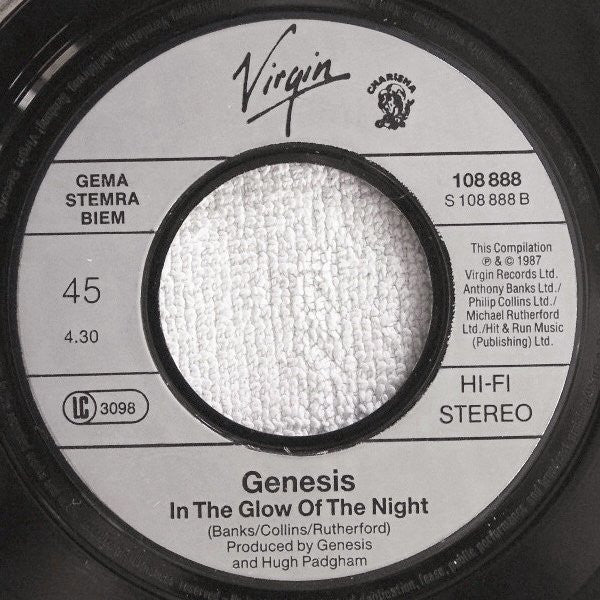 Virgin
CHARISMA
GEMA
STEMRA
BIEM
45
4.30
LC 3098
108 888
S 108 888 B
This Compilation
℗ & © 1987
Virgin Records Ltd.
Anthony Banks Ltd./
Philip Collins Ltd./
Michael Rutherford
Ltd./Hit & Run Music
(Publishing) Ltd.
HI-FI
STEREO
Genesis
In The Glow Of The Night
(Banks/Collins/Rutherford)
Produced by Genesis
and Hugh Padgham